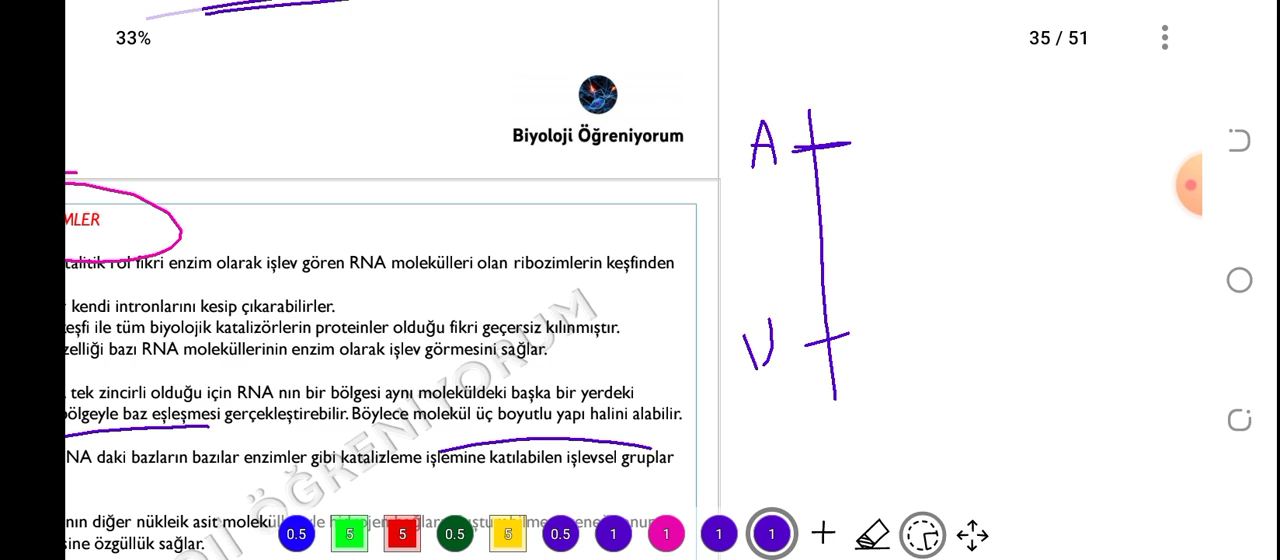 33%
35 / 51
Biyoloji Öğreniyorum
A
MLER
talitik rol fikri enzim olarak işlev gören RNA molekülleri olan ribozimlerin keşfinden
kendi intronlarını kesip çıkarabilirler.
eşfi ile tüm biyolojik katalizörlerin proteinler olduğu fikri geçersiz kılınmıştır.
zelliği bazı RNA moleküllerinin enzim olarak işlev görmesini sağlar.
U
tek zincirli olduğu için RNA nın bir bölgesi aynı moleküldeki başka bir yerdeki
bölgeyle baz eşleşmesi gerçekleştirebilir. Böylece molekül üç boyutlu yapı halini alabilir.
NA daki bazların bazılar enzimler gibi katalizleme işlemine katılabilen işlevsel gruplar
nın diğer nükleik asit molekül
sine özgüllük sağlar.
ÖĞRENİYORUM
0.5 5 5 0.5 5 0.5 1 1 1 1